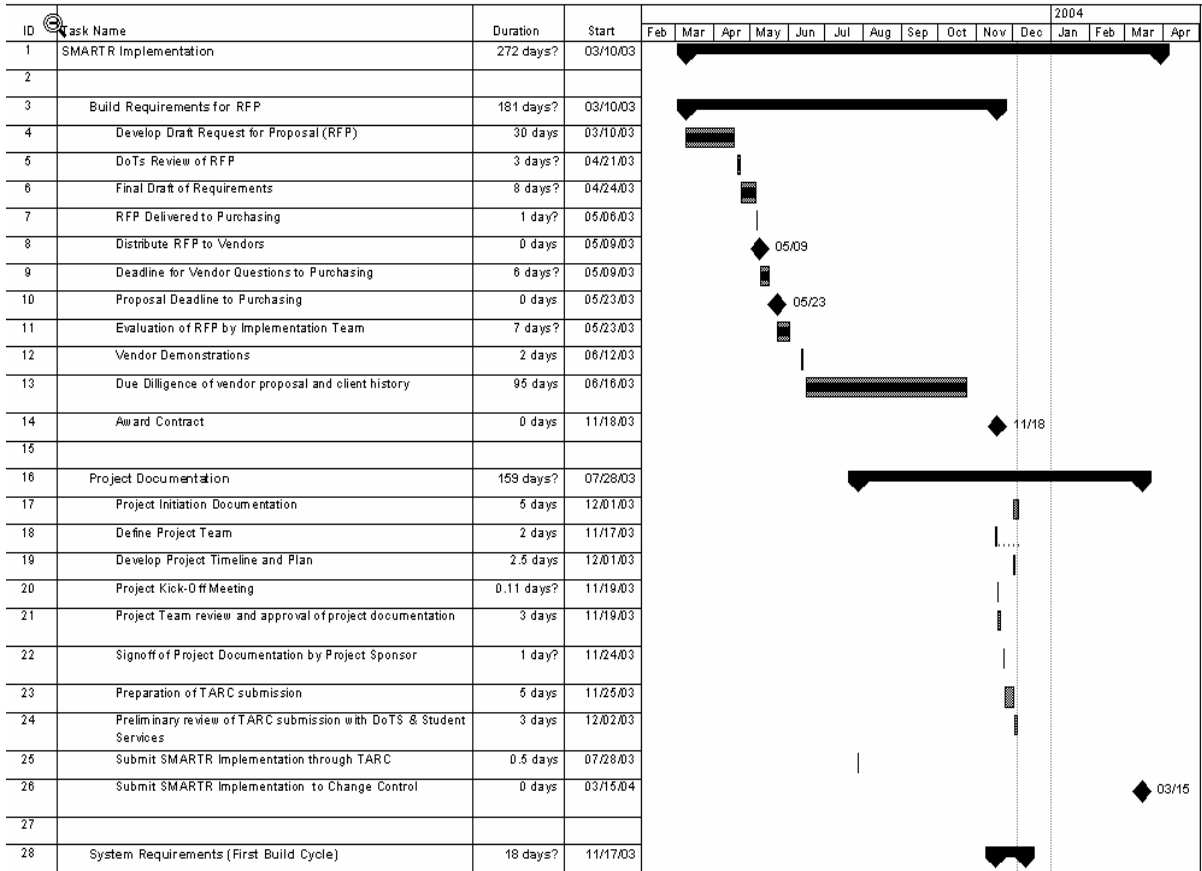 2004
ID Task Name Duration Start Feb Mar Apr May Jun Jul Aug Sep Oct Nov Dec Jan Feb Mar Apr
1 SMARTR Implementation 272 days? 03/10/03
2
3 Build Requirements for RFP 181 days? 03/10/03
4 Develop Draft Request for Proposal (RFP) 30 days 03/10/03
5 DoTs Review of RFP 3 days? 04/21/03
6 Final Draft of Requirements 8 days? 04/24/03
7 RFP Delivered to Purchasing 1 day? 05/06/03
8 Distribute RFP to Vendors 0 days 05/09/03 05/09
9 Deadline for Vendor Questions to Purchasing 6 days? 05/09/03
10 Proposal Deadline to Purchasing 0 days 05/23/03 05/23
11 Evaluation of RFP by Implementation Team 7 days? 05/23/03
12 Vendor Demonstrations 2 days 06/12/03
13 Due Dilligence of vendor proposal and client history 95 days 06/16/03
14 Award Contract 0 days 11/18/03 11/18
15
16 Project Documentation 159 days? 07/28/03
17 Project Initiation Documentation 5 days 12/01/03
18 Define Project Team 2 days 11/17/03
19 Develop Project Timeline and Plan 2.5 days 12/01/03
20 Project Kick-Off Meeting 0.11 days? 11/19/03
21 Project Team review and approval of project documentation 3 days 11/19/03
22 Signoff of Project Documentation by Project Sponsor 1 day? 11/24/03
23 Preparation of TARC submission 5 days 11/25/03
24 Preliminary review of TARC submission with DoTS & Student 3 days 12/02/03
Services
25 Submit SMARTR Implementation through TARC 0.5 days 07/28/03
26 Submit SMARTR Implementation to Change Control 0 days 03/15/04 03/15
27
28 System Requirements (First Build Cycle) 18 days? 11/17/03